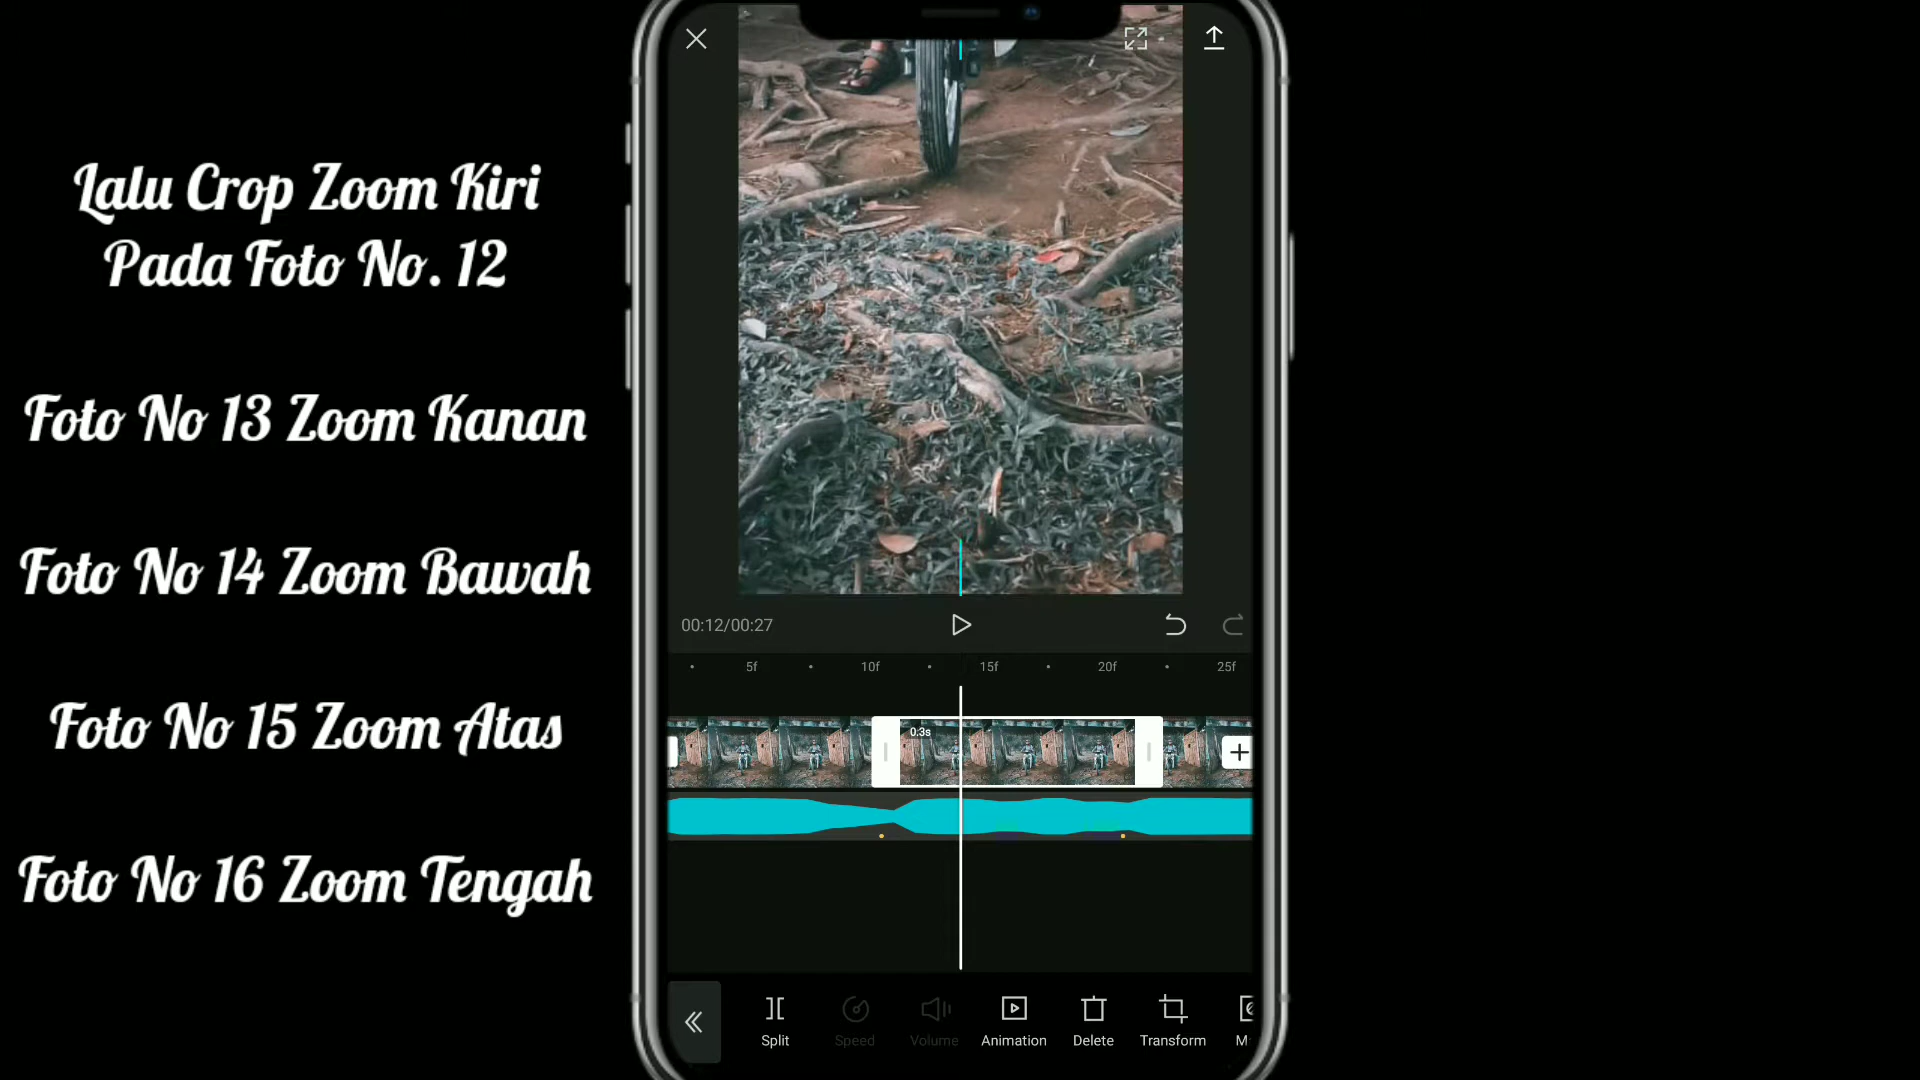 Lalu Crop Zoom Kiri
Pada Foto No. 12
Foto No 13 Zoom Kanan
Foto No 14 Zoom Bawah
Foto No 15 Zoom Atas
Foto No 16 Zoom Tengah
00:12/00:27
5f 10f 15f 20f 25f
0.3s
Split Speed Volume Animation Delete Transform M